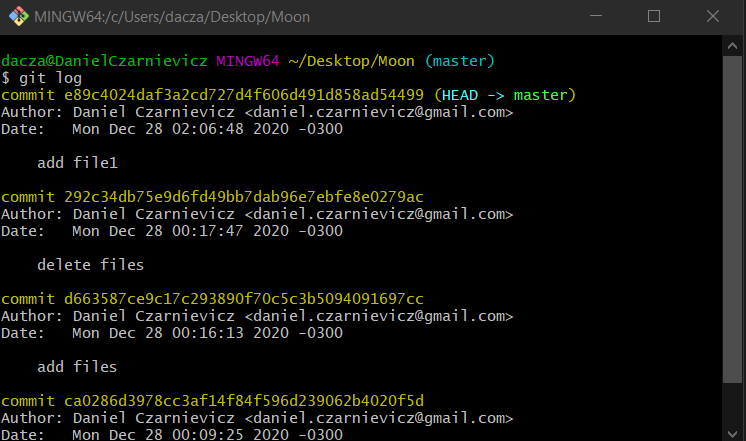 MINGW64:/c/Users/dacza/Desktop/Moon
dacza@DanielCzarnievicz MINGW64 ~/Desktop/Moon (master)
$ git log
commit e89c4024daf3a2cd727d4f606d491d858ad54499 (HEAD -> master)
Author: Daniel Czarnievicz <daniel.czarnievicz@gmail.com>
Date:   Mon Dec 28 02:06:48 2020 -0300
    add file1
commit 292c34db75e9d6fd49bb7dab96e7ebfe8e0279ac
Author: Daniel Czarnievicz <daniel.czarnievicz@gmail.com>
Date:   Mon Dec 28 00:17:47 2020 -0300
    delete files
commit d663587ce9c17c293890f70c5c3b5094091697cc
Author: Daniel Czarnievicz <daniel.czarnievicz@gmail.com>
Date:   Mon Dec 28 00:16:13 2020 -0300
    add files
commit ca0286d3978cc3af14f84f596d239062b4020f5d
Author: Daniel Czarnievicz <daniel.czarnievicz@gmail.com>
Date:   Mon Dec 28 00:09:25 2020 -0300